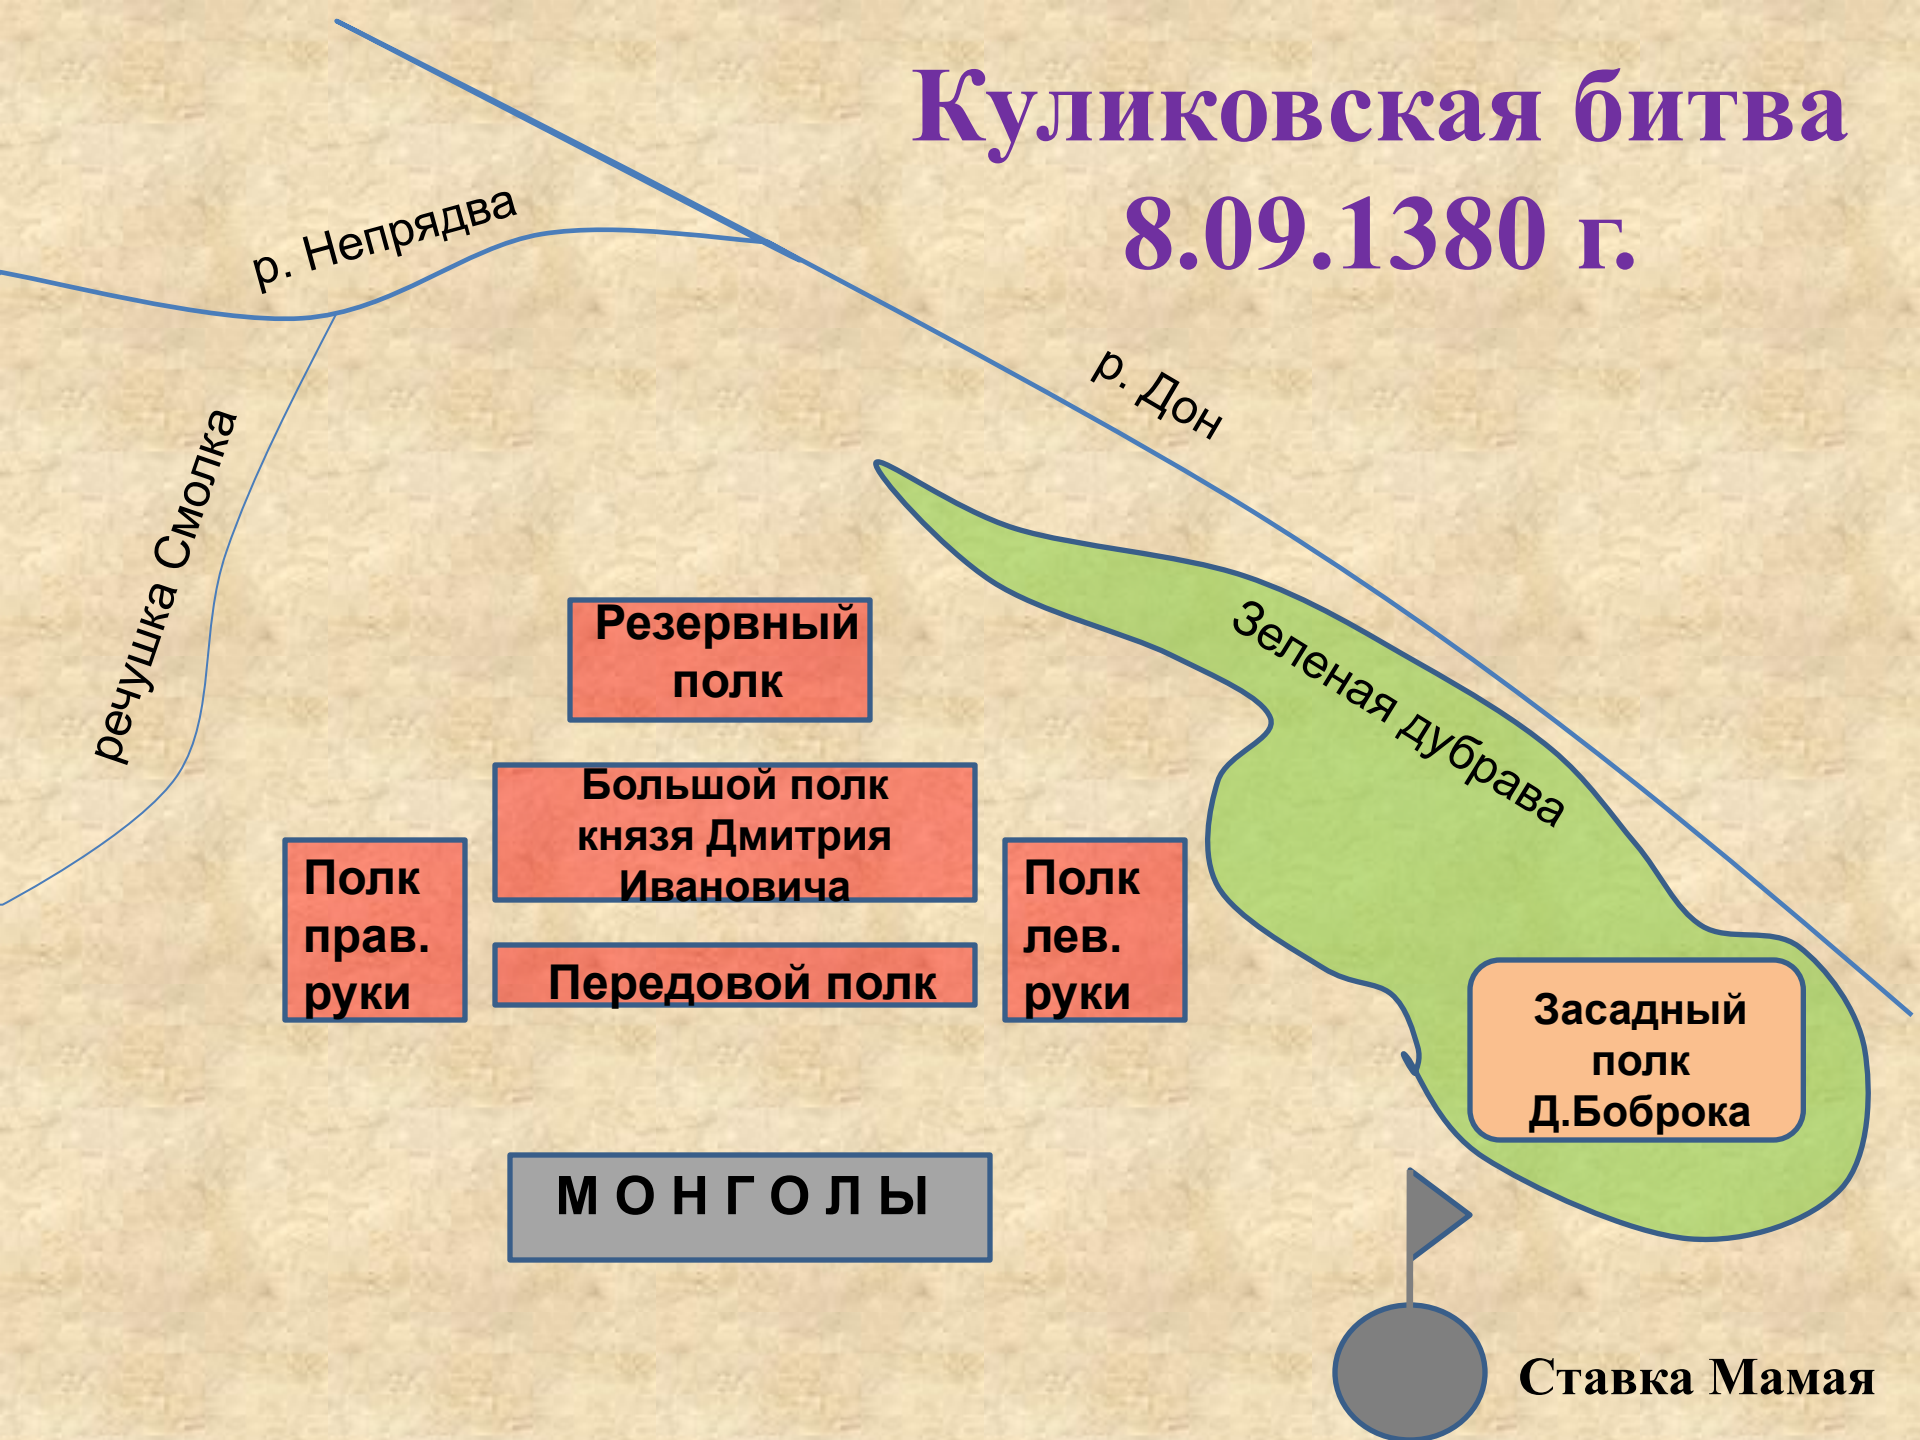 Куликовская битва
8.09.1380 г.
р. Непрядва
р. Дон
речушка Смолка
Зеленая дубрава
Резервный
полк
Большой полк
князя Дмитрия
Ивановича
Полк
прав.
руки
Полк
лев.
руки
Передовой полк
Засадный
полк
Д.Боброка
М О Н Г О Л Ы
Ставка Мамая